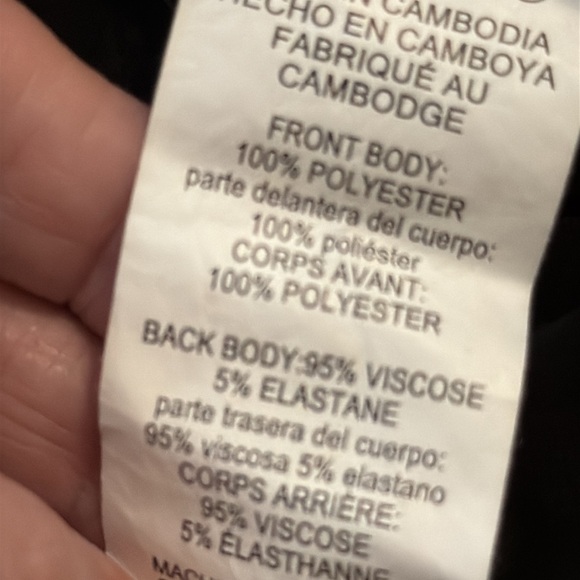 CAMBODIA
HECHO EN CAMBOYA
FABRIQUÉ AU
CAMBODGE
FRONT BODY:
100% POLYESTER
parte delantera del cuerpo:
100% poliéster
CORPS AVANT:
100% POLYESTER
BACK BODY:95% VISCOSE
5% ELASTANE
parte trasera del cuerpo:
95% viscosa 5% elastano
CORPS ARRIÈRE:
95% VISCOSE
5% ÉLASTHANNE